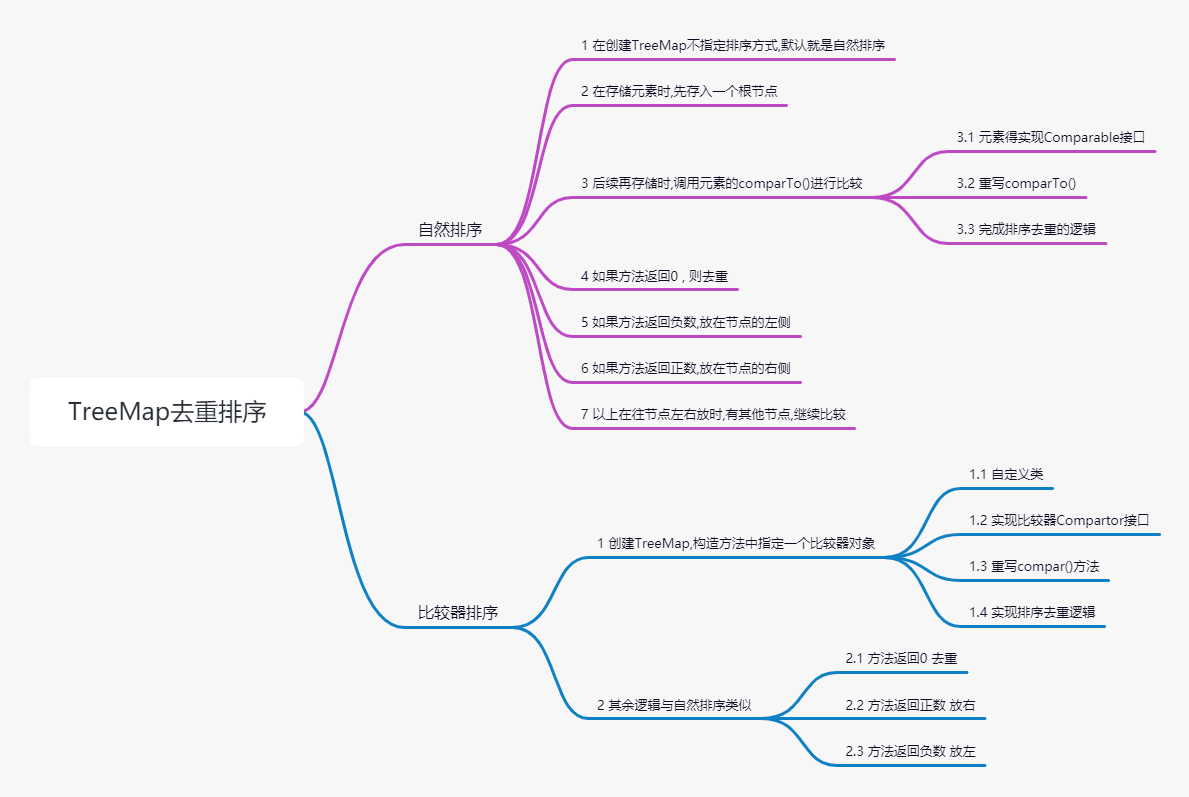 TreeMap去重排序
自然排序
1 在创建TreeMap不指定排序方式,默认就是自然排序
2 在存储元素时,先存入一个根节点
3 后续再存储时,调用元素的comparTo()进行比较
3.1 元素得实现Comparable接口
3.2 重写comparTo()
3.3 完成排序去重的逻辑
4 如果方法返回0 , 则去重
5 如果方法返回负数,放在节点的左侧
6 如果方法返回正数,放在节点的右侧
7 以上在往节点左右放时,有其他节点,继续比较
比较器排序
1 创建TreeMap,构造方法中指定一个比较器对象
1.1 自定义类
1.2 实现比较器Compartor接口
1.3 重写compar()方法
1.4 实现排序去重逻辑
2 其余逻辑与自然排序类似
2.1 方法返回0 去重
2.2 方法返回正数 放右
2.3 方法返回负数 放左